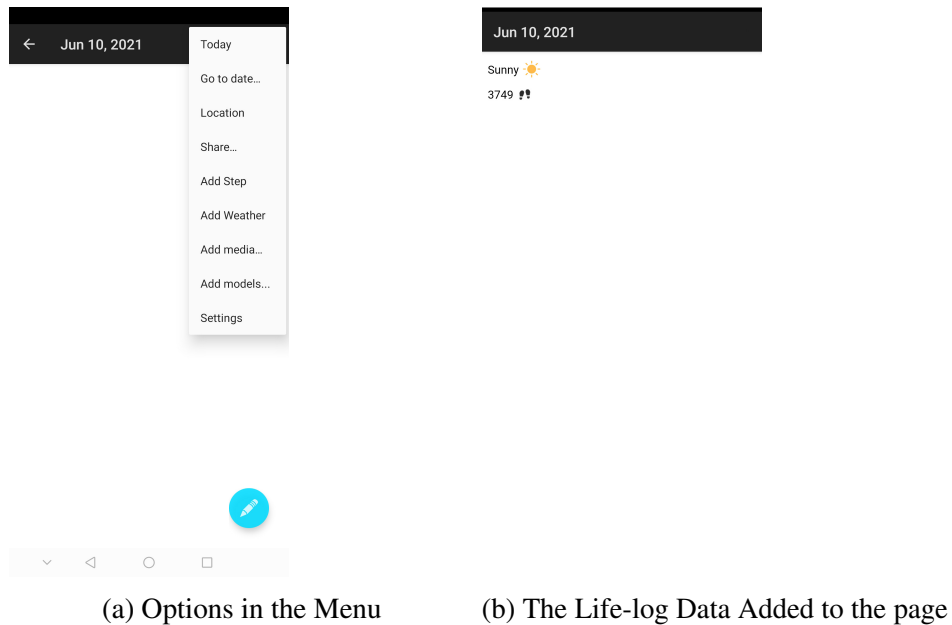 Jun 10, 2021
Today
Go to date…
Location
Share…
Add Step
Add Weather
Add media…
Add models...
Settings
(a) Options in the Menu
Jun 10, 2021
Sunny
3749
(b) The Life-log Data Added to the page